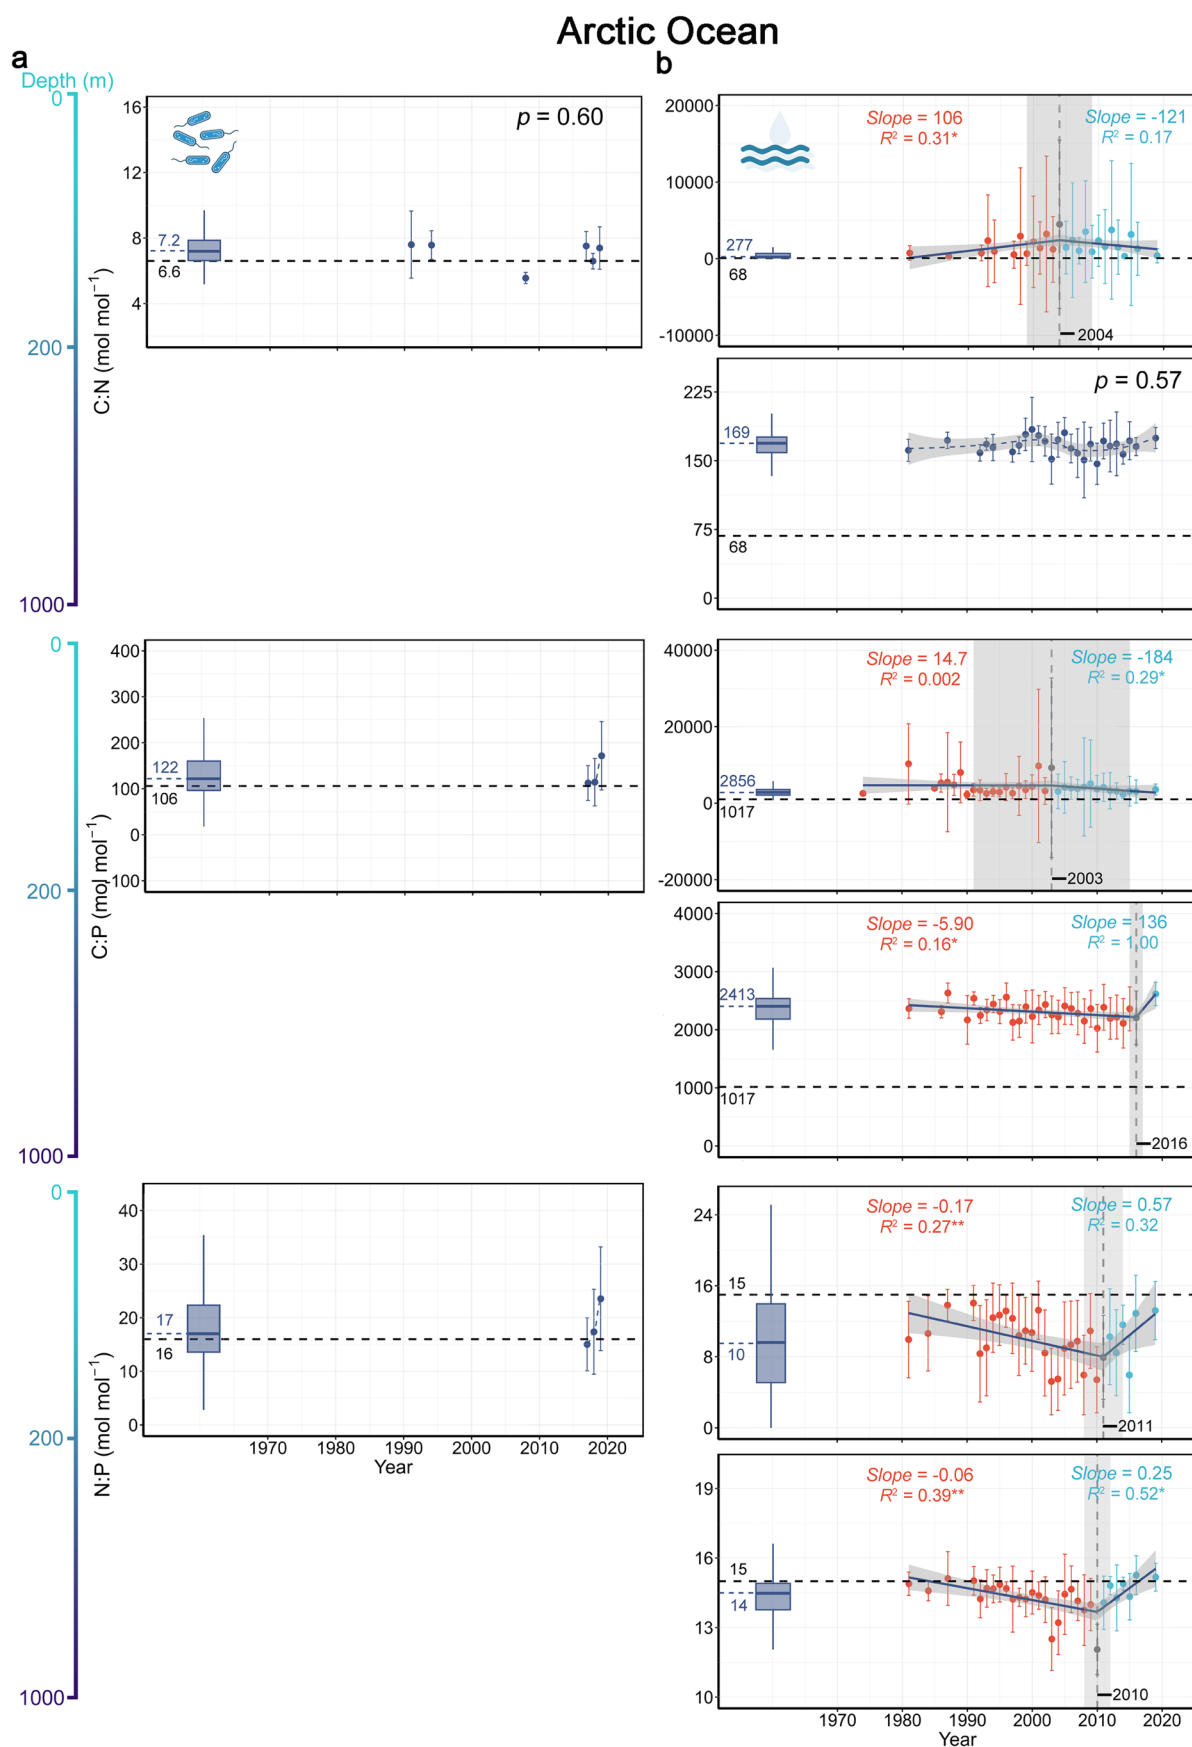 Arctic Ocean
a
b
Depth (m)
0
200
1000
0
200
1000
0
200
1000
C:N (mol mol⁻¹)
16
12
8
4
7.2
6.6
p = 0.60
C:P (mol mol⁻¹)
400
300
200
100
0
-100
122
106
N:P (mol mol⁻¹)
40
30
20
10
0
17
16
1970 1980 1990 2000 2010 2020
Year
20000
10000
0
-10000
277
68
Slope = 106
R² = 0.31*
Slope = -121
R² = 0.17
2004
225
150
75
0
169
68
p = 0.57
40000
20000
0
-20000
2856
1017
Slope = 14.7
R² = 0.002
Slope = -184
R² = 0.29*
2003
4000
3000
2000
1000
0
2413
1017
Slope = -5.90
R² = 0.16*
Slope = 136
R² = 1.00
2016
24
16
8
0
15
10
Slope = -0.17
R² = 0.27**
Slope = 0.57
R² = 0.32
2011
19
16
13
10
15
14
Slope = -0.06
R² = 0.39**
Slope = 0.25
R² = 0.52*
2010
1970 1980 1990 2000 2010 2020
Year